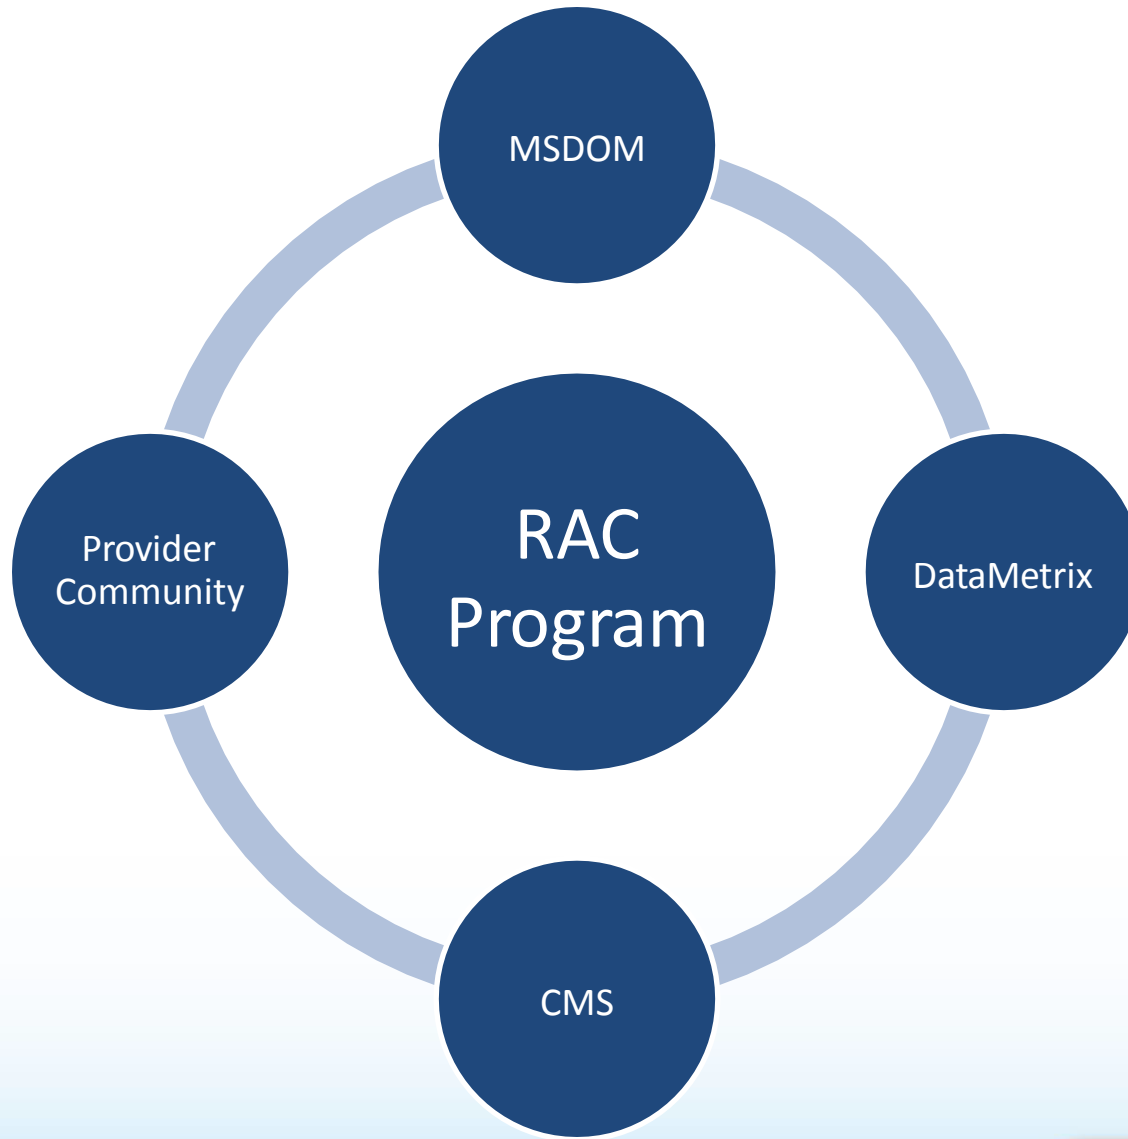 MSDOM
Provider
Community
RAC
Program
DataMetrix
CMS